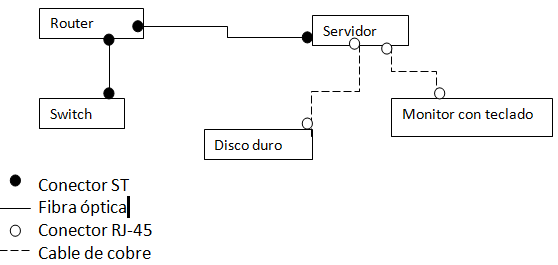 Router
Servidor
Switch
Monitor con teclado
Disco duro
Conector ST
Fibra óptica
Conector RJ-45
Cable de cobre